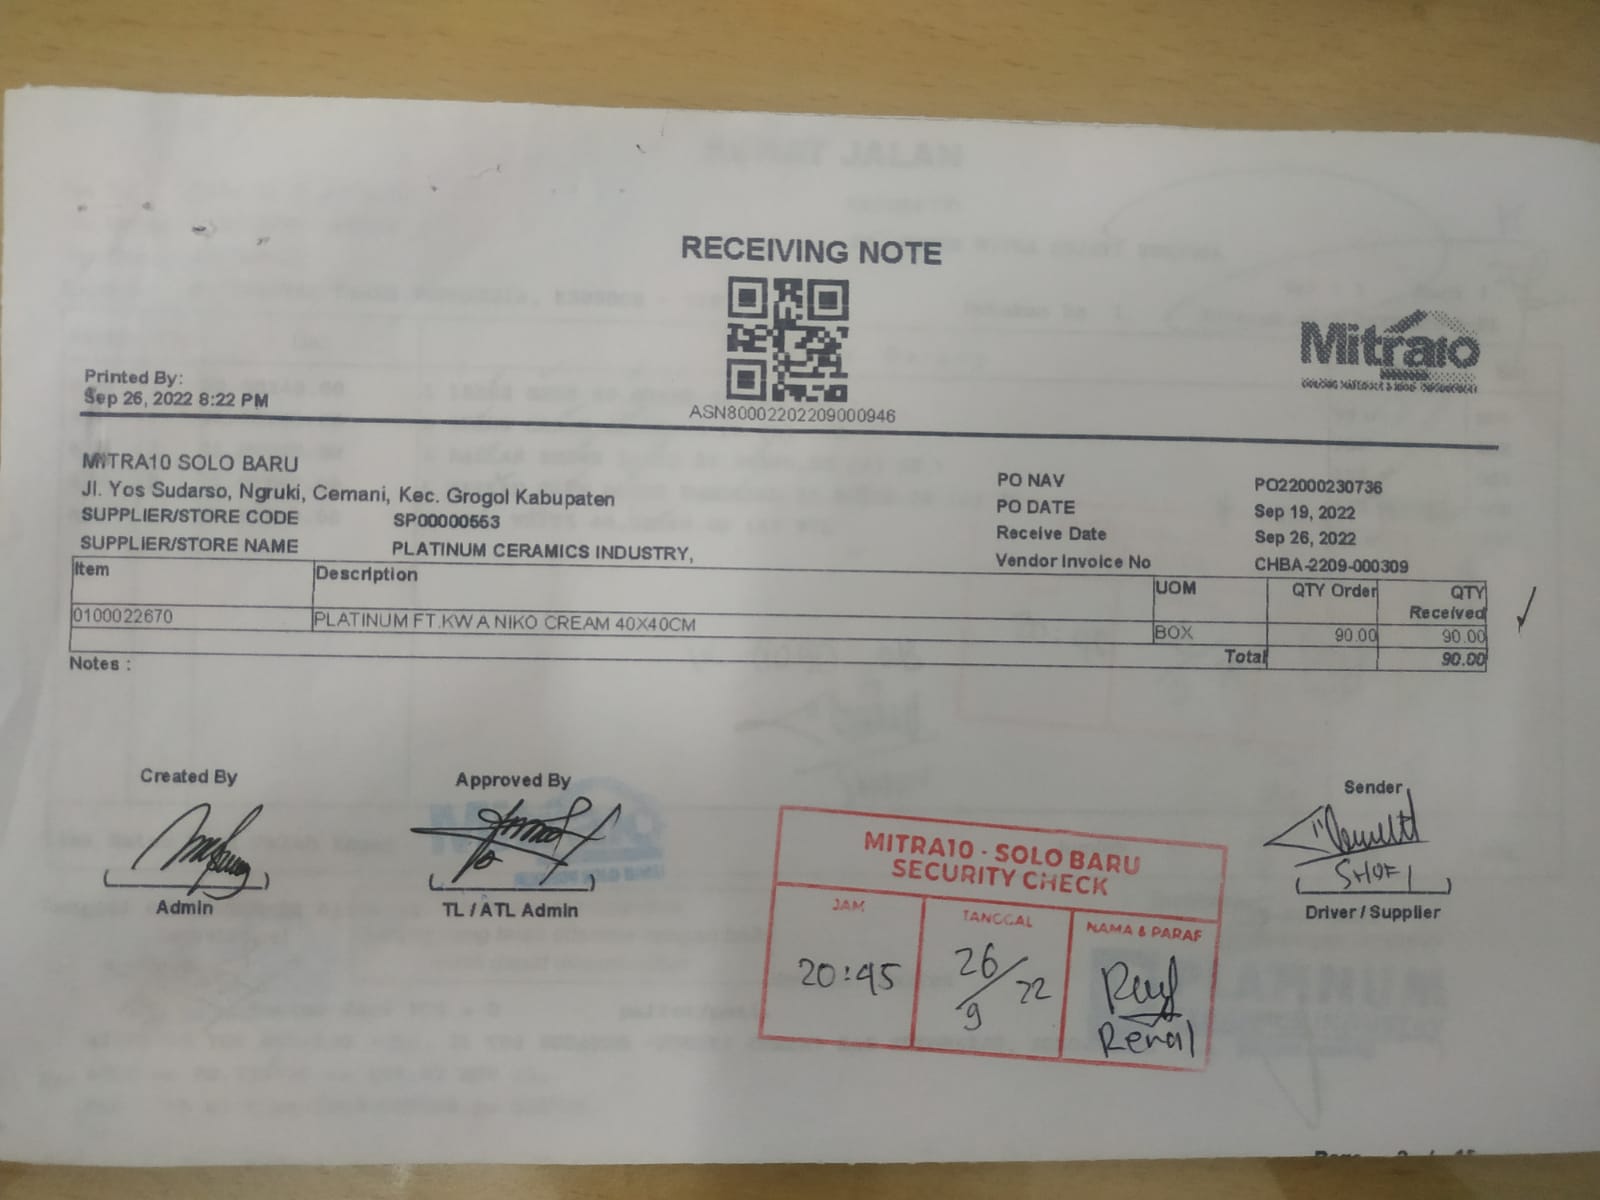 RECEIVING NOTE
Mitra10
Printed By:
Sep 26, 2022 8:22 PM
ASN80002202209000946
MITRA10 SOLO BARU
Jl. Yos Sudarso, Ngruki, Cemani, Kec. Grogol Kabupaten
SUPPLIER/STORE CODE SP00000553
SUPPLIER/STORE NAME PLATINUM CERAMICS INDUSTRY,
PO NAV PO22000230736
PO DATE Sep 19, 2022
Receive Date Sep 26, 2022
Vendor Invoice No CHBA-2209-000309
Item Description UOM QTY Order QTY Received
0100022670 PLATINUM FT.KW A NIKO CREAM 40X40CM BOX 90.00 90.00
Total 90.00
Notes :
Created By
Admin
Approved By
TL / ATL Admin
MITRA10 - SOLO BARU
SECURITY CHECK
JAM TANGGAL NAMA & PARAF
20:45 26/9 22
Renal
Sender
SHOFI
Driver / Supplier